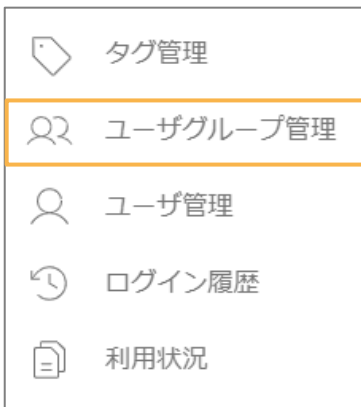 タグ管理
ユーザグループ管理
ユーザ管理
ログイン履歴
利用状況